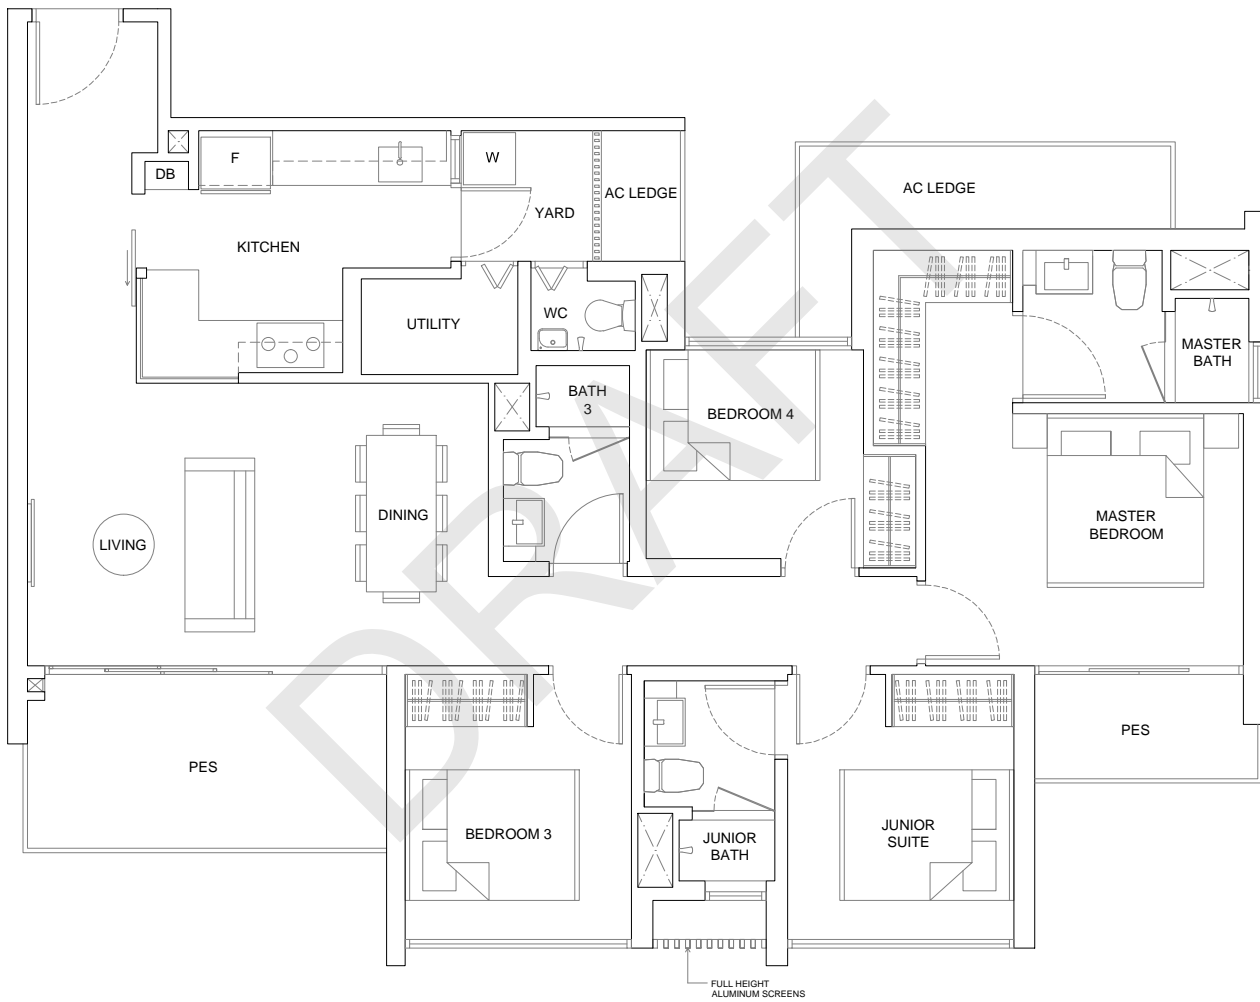 F
W
DB
AC LEDGE
AC LEDGE
YARD
KITCHEN
WC
UTILITY
MASTER
BATH
BATH
3
BEDROOM 4
DINING
MASTER
BEDROOM
LIVING
PES
PES
BEDROOM 3
JUNIOR
BATH
JUNIOR
SUITE
FULL HEIGHT
ALUMINUM SCREENS
DRAFT